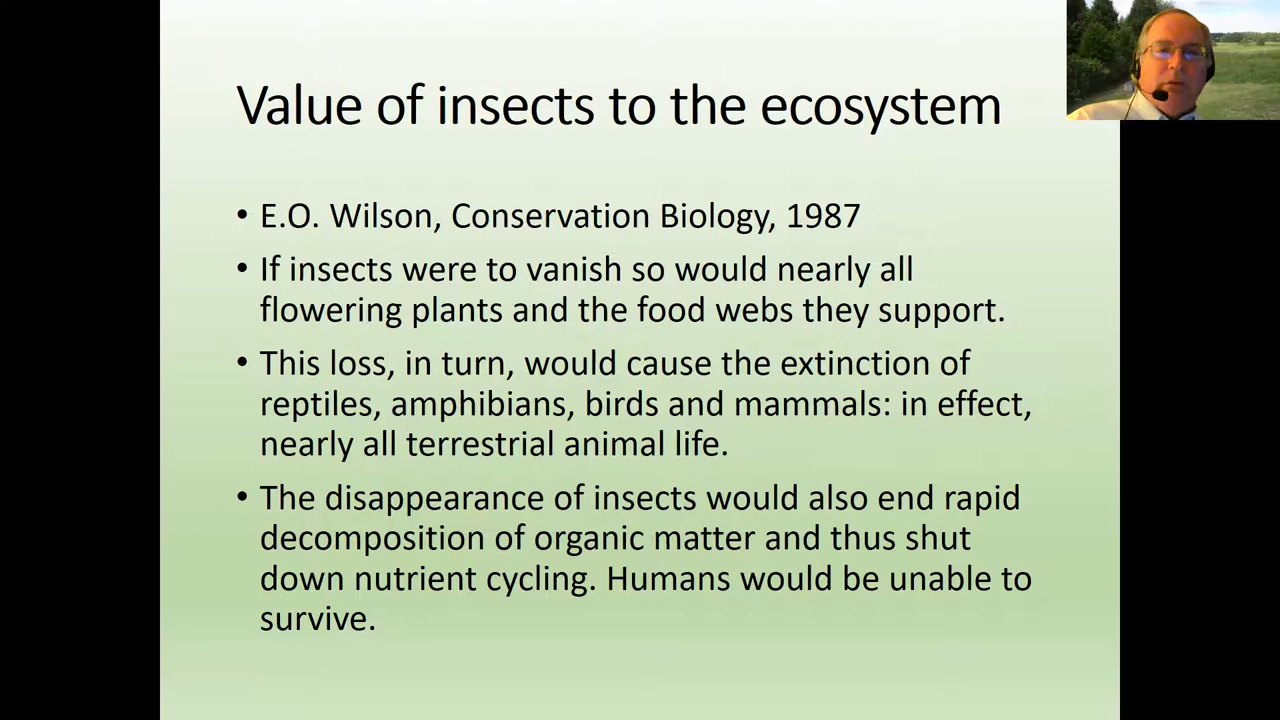 Value of insects to the ecosystem
• E.O. Wilson, Conservation Biology, 1987
• If insects were to vanish so would nearly all
flowering plants and the food webs they support.
• This loss, in turn, would cause the extinction of
reptiles, amphibians, birds and mammals: in effect,
nearly all terrestrial animal life.
• The disappearance of insects would also end rapid
decomposition of organic matter and thus shut
down nutrient cycling. Humans would be unable to
survive.